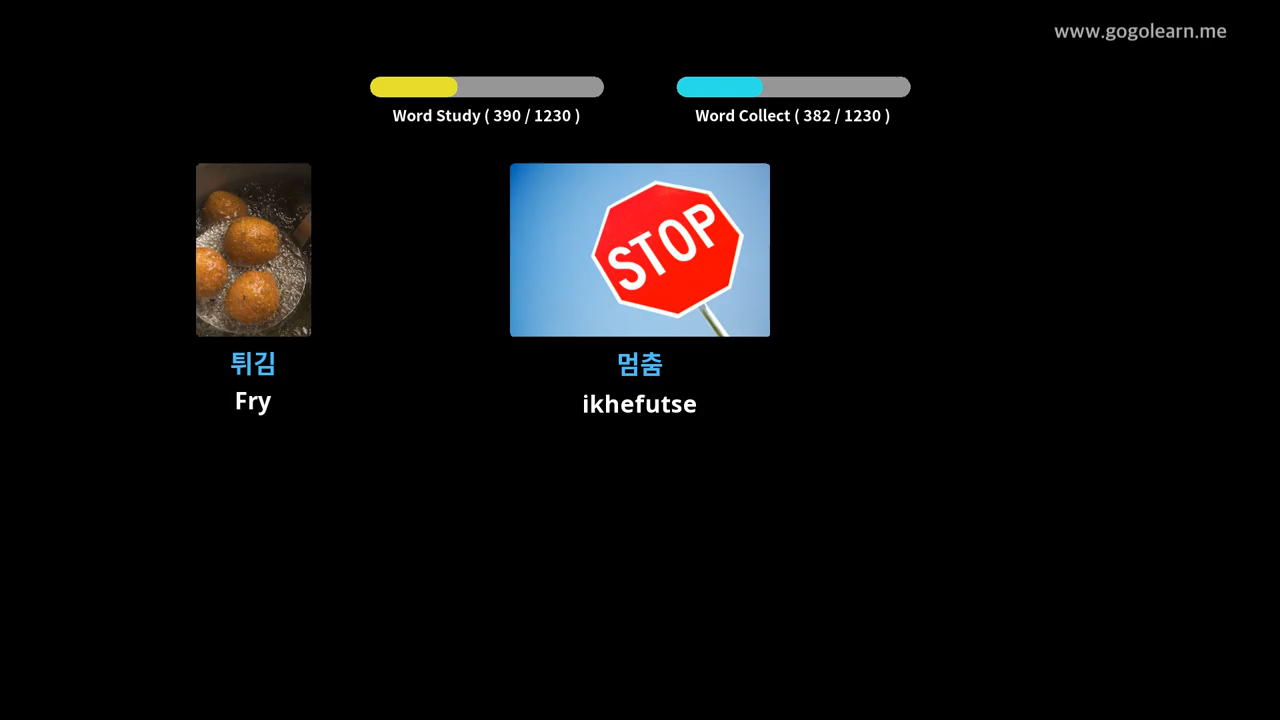 www.gogolearn.me
Word Study ( 390 / 1230 )
Word Collect ( 382 / 1230 )
STOP
튀김
Fry
멈춤
ikhefutse